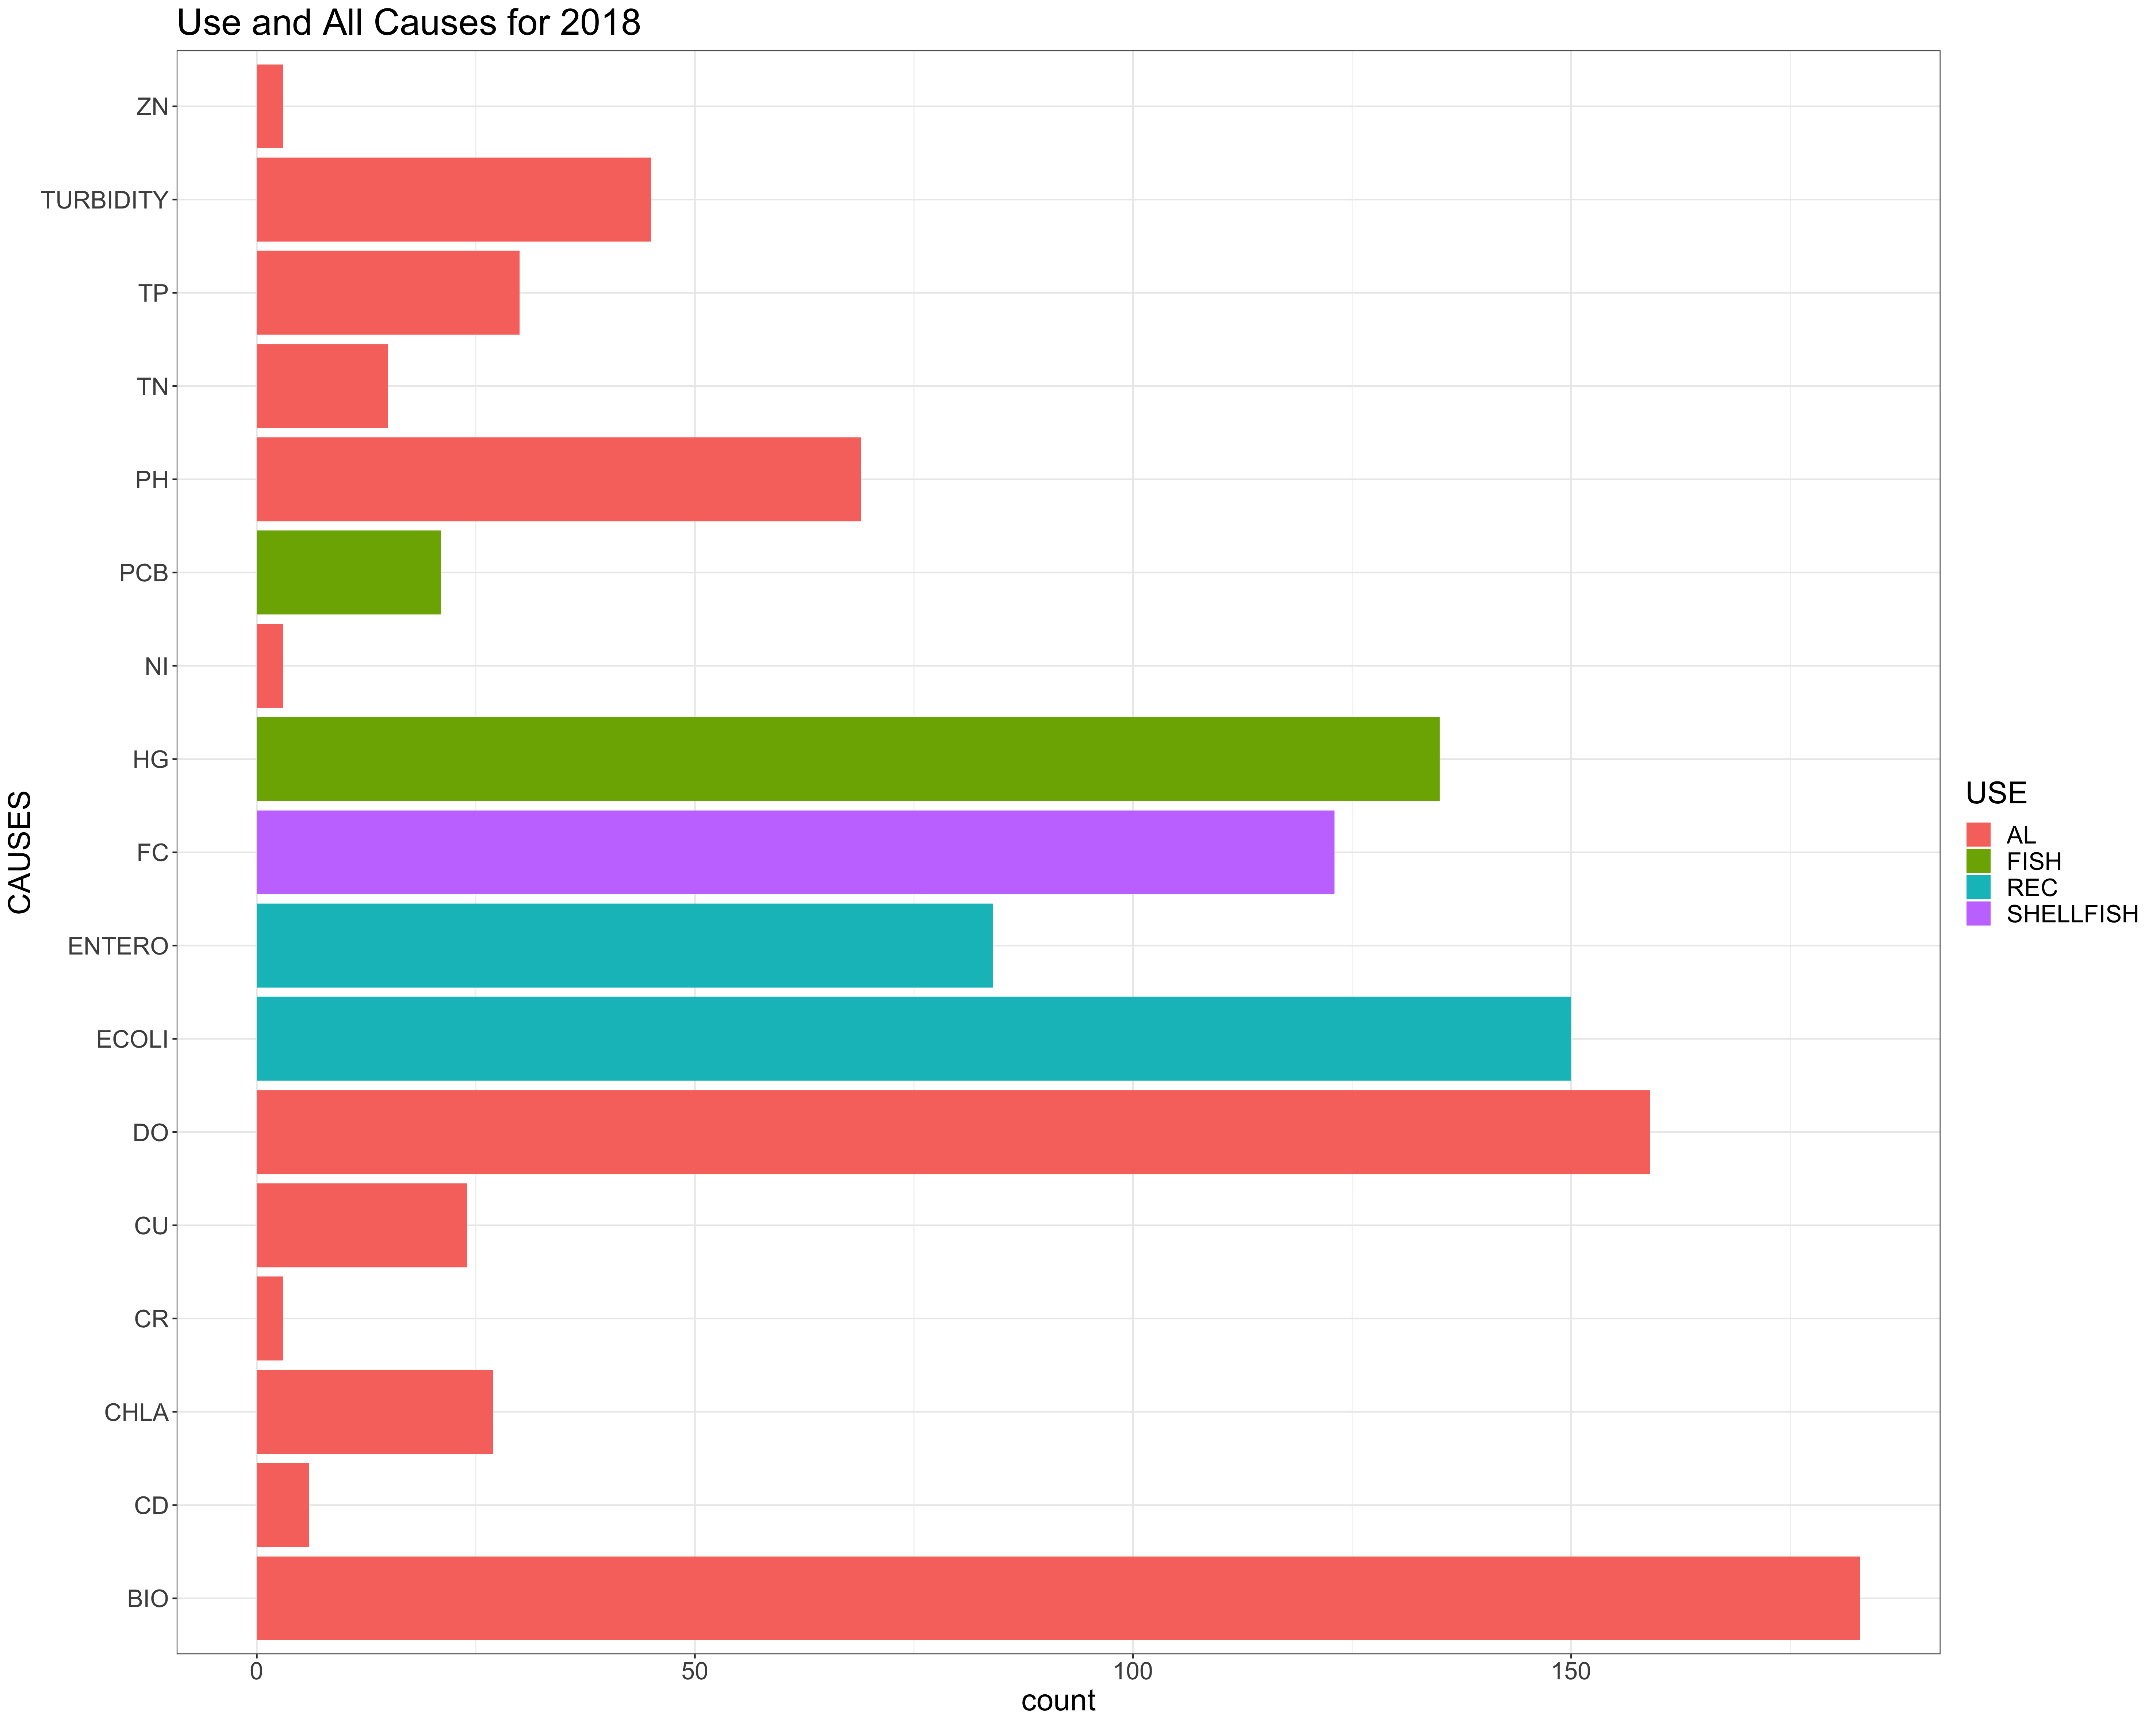 Use and All Causes for 2018
CAUSES
ZN
TURBIDITY
TP
TN
PH
PCB
NI
HG
FC
ENTERO
ECOLI
DO
CU
CR
CHLA
CD
BIO
0 50 100 150
count
USE
AL
FISH
REC
SHELLFISH